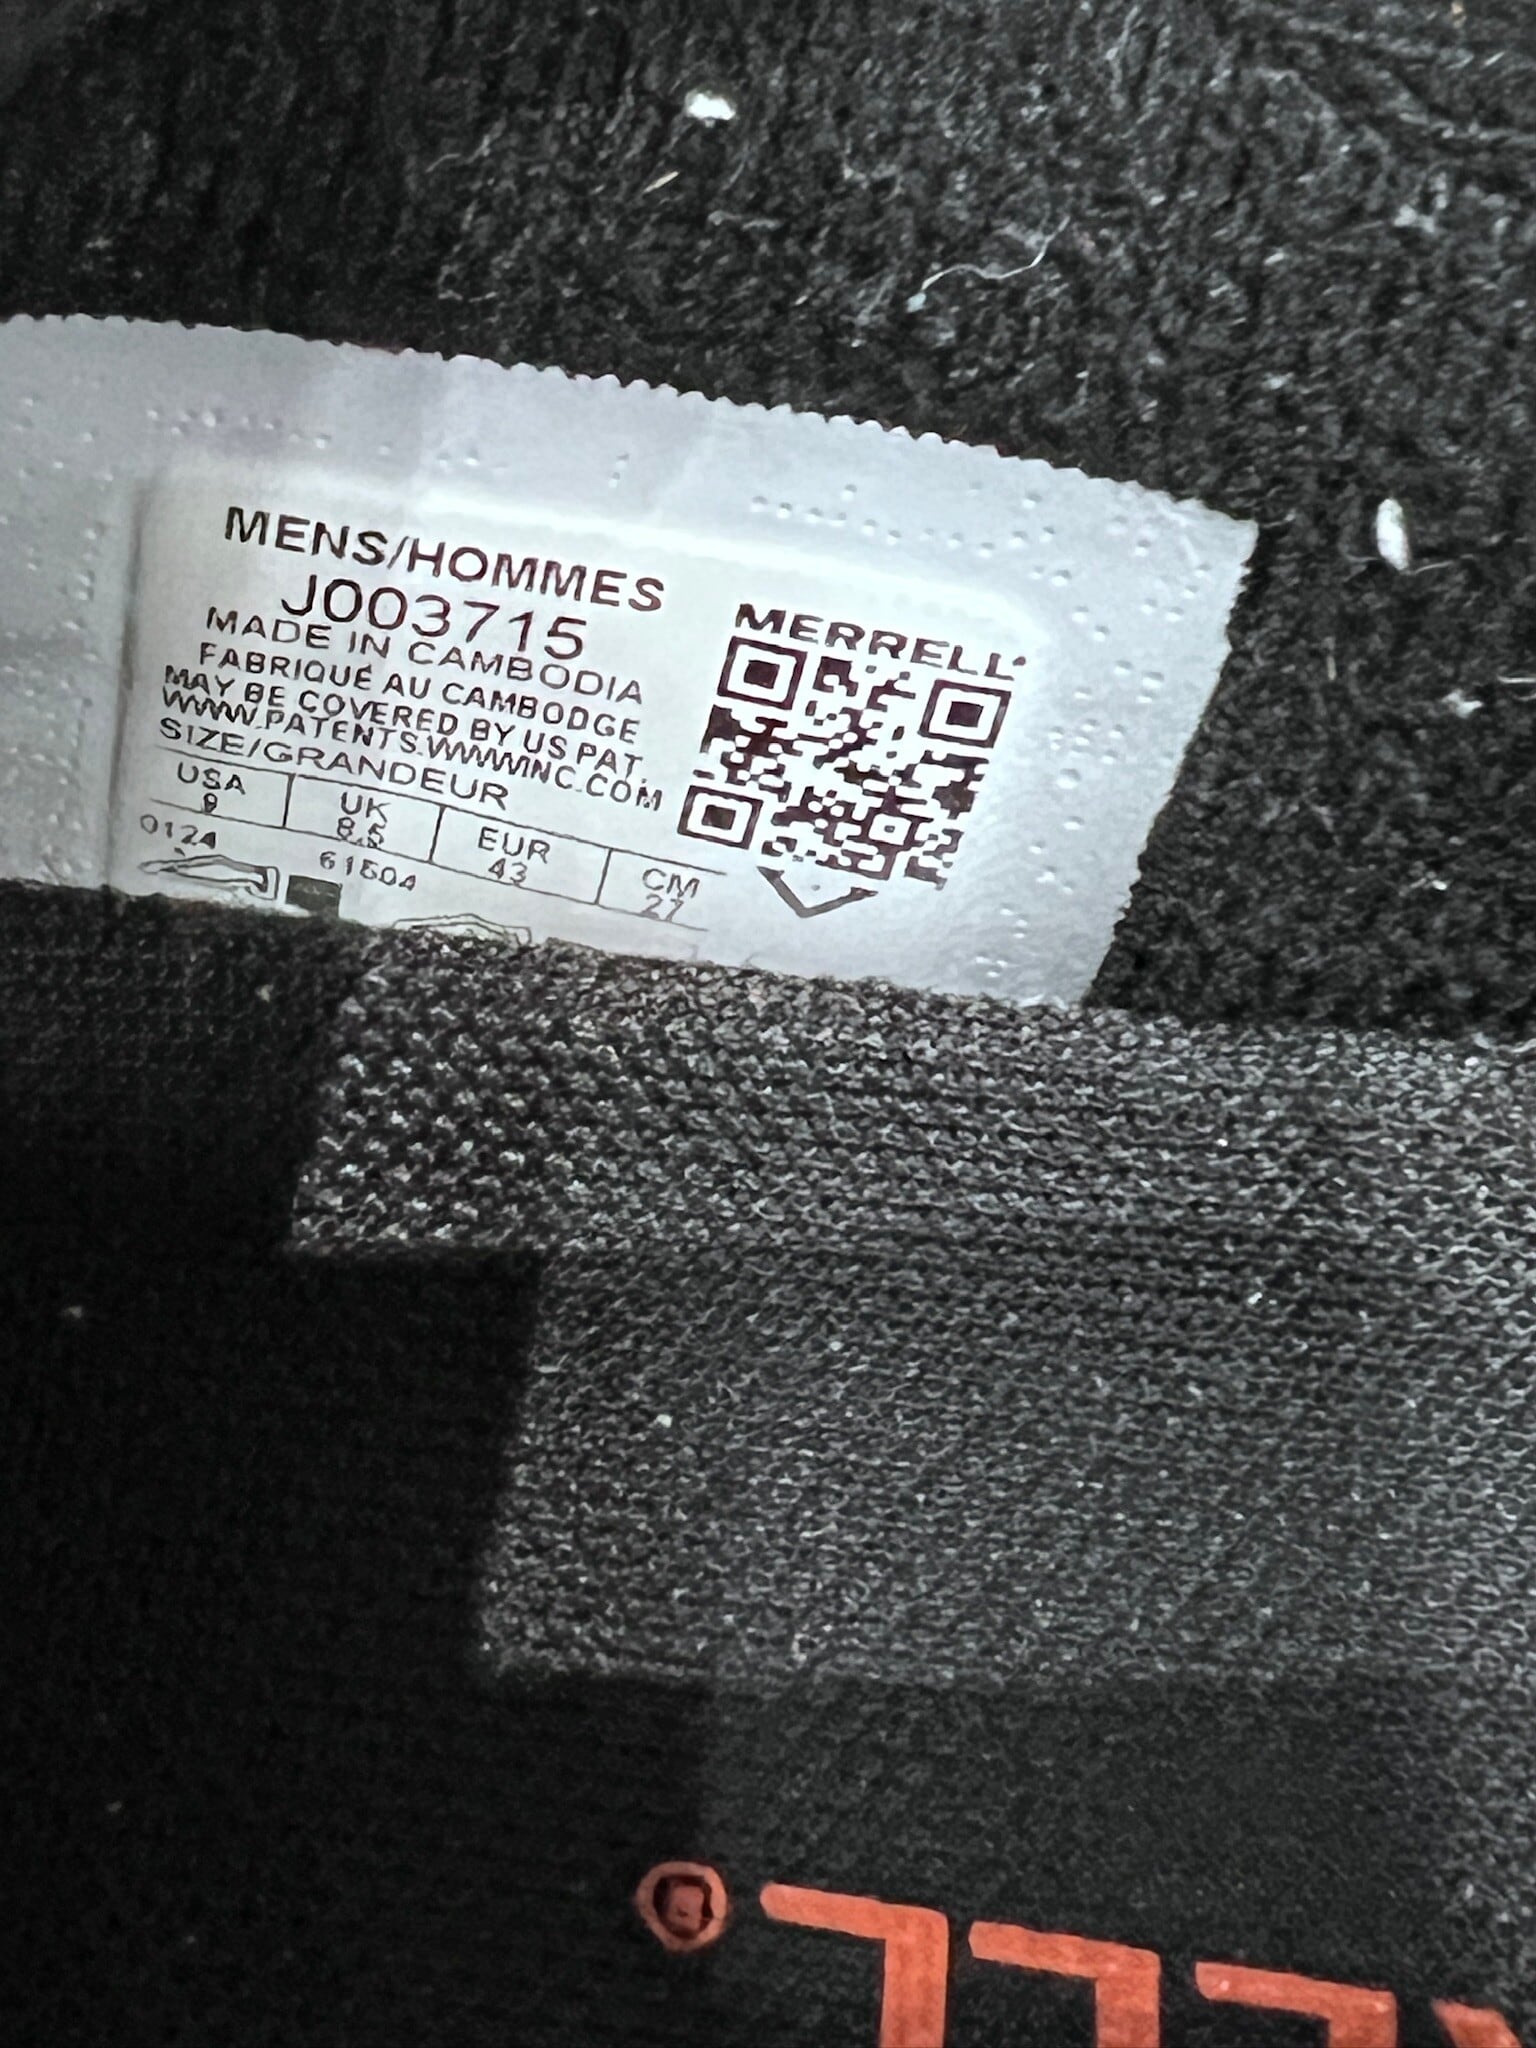 MENS/HOMMES
J003715
MADE IN CAMBODIA
FABRIQUÉ AU CAMBODGE
MAY BE COVERED BY US PAT.
WWW.PATENTS.WWWINC.COM
SIZE/GRANDEUR
USA UK EUR CM
9 8.5 43 27
0124
MERRELL